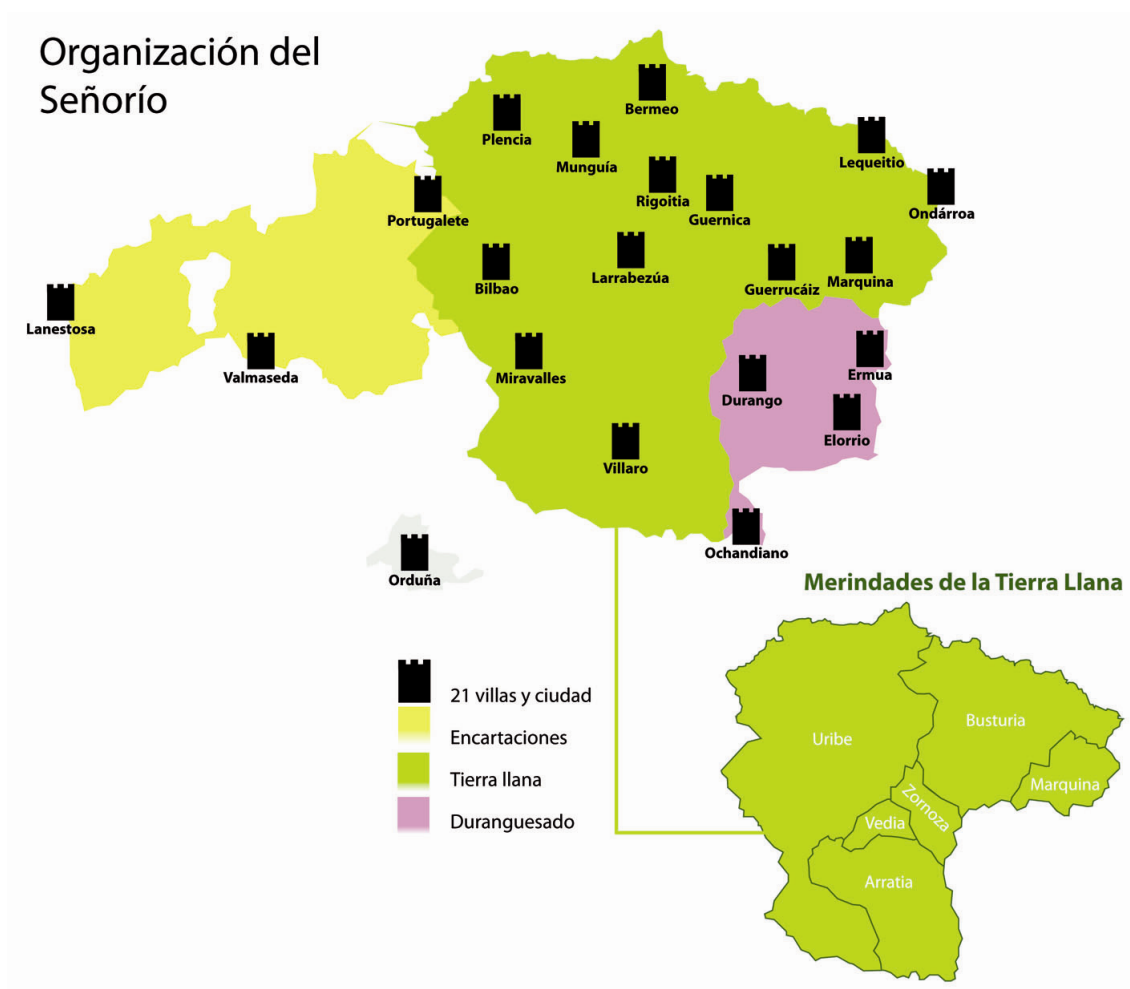 Organización del
Señorío
Bermeo
Plencia
Munguía
Lequeitio
Rigoitia
Guernica
Ondárroa
Portugalete
Larrabezúa
Bilbao
Guerrucáiz
Marquina
Lanestosa
Valmaseda
Miravalles
Durango
Ermua
Elorrio
Villaro
Ochandiano
Orduña
Merindades de la Tierra Llana
Uribe
Busturia
Marquina
Zornoza
Vedia
Arratia
21 villas y ciudad
Encartaciones
Tierra llana
Duranguesado